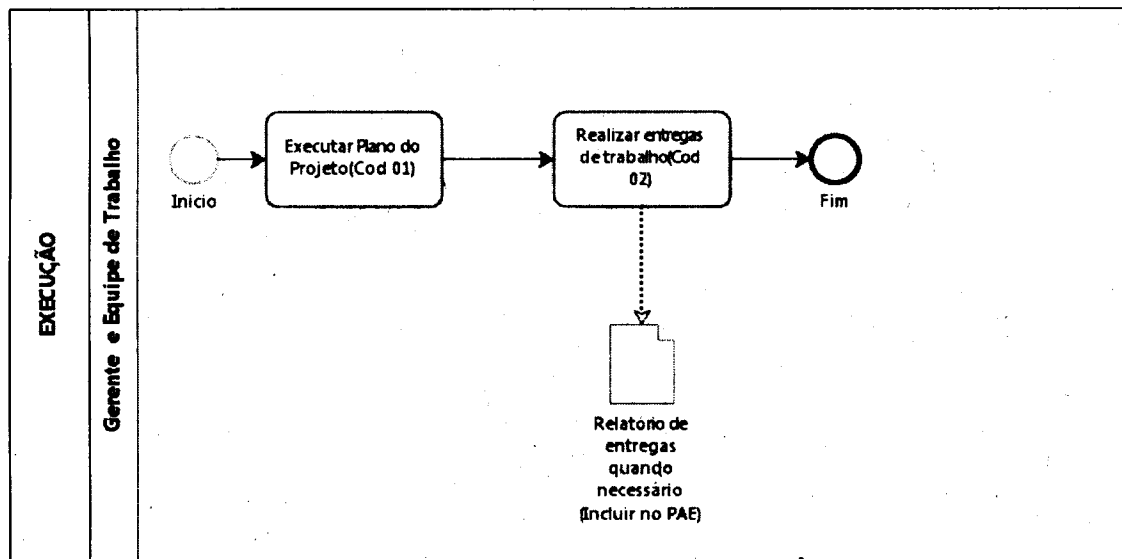 EXECUÇÃO
Gerente e Equipe de Trabalho
Inicio
Executar Plano do
Projeto(Cod 01)
Realizar entregas
de trabalho(Cod
02)
Fim
Relatório de
entregas
quando
necessário
(Incluir no PAE)